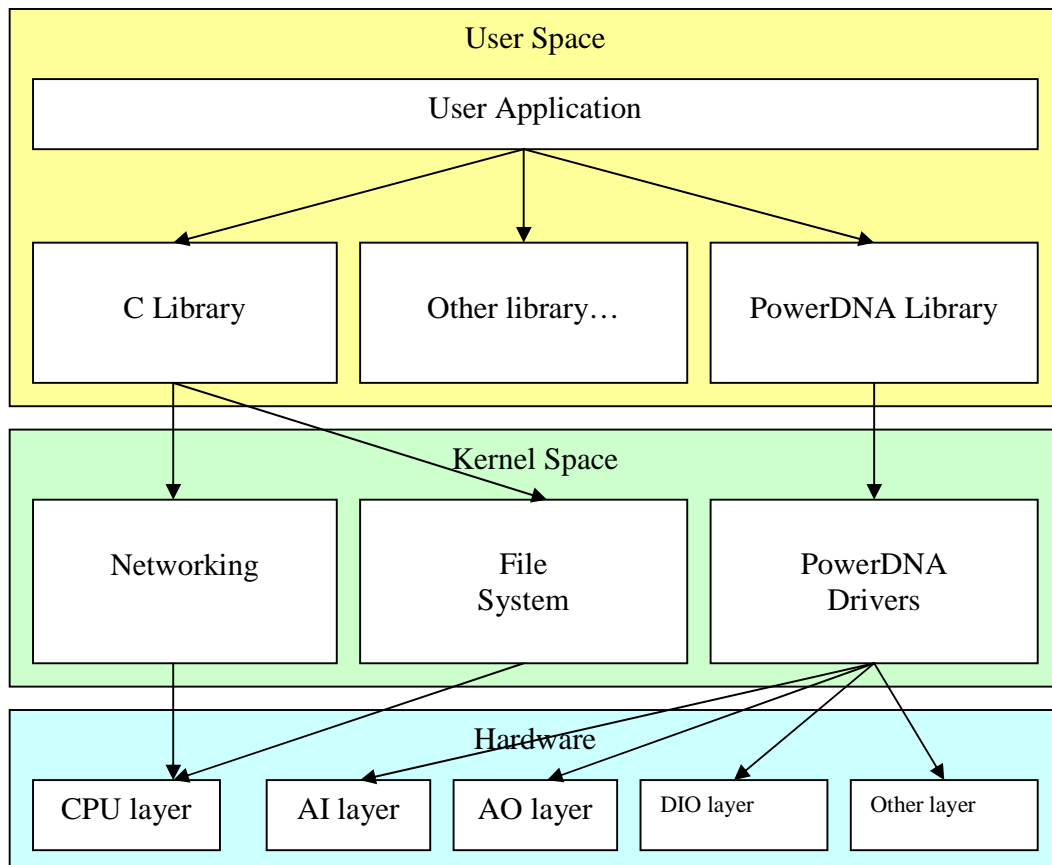 User Space
User Application
C Library
Other library…
PowerDNA Library
Kernel Space
Networking
File
System
PowerDNA
Drivers
Hardware
CPU layer
AI layer
AO layer
DIO layer
Other layer